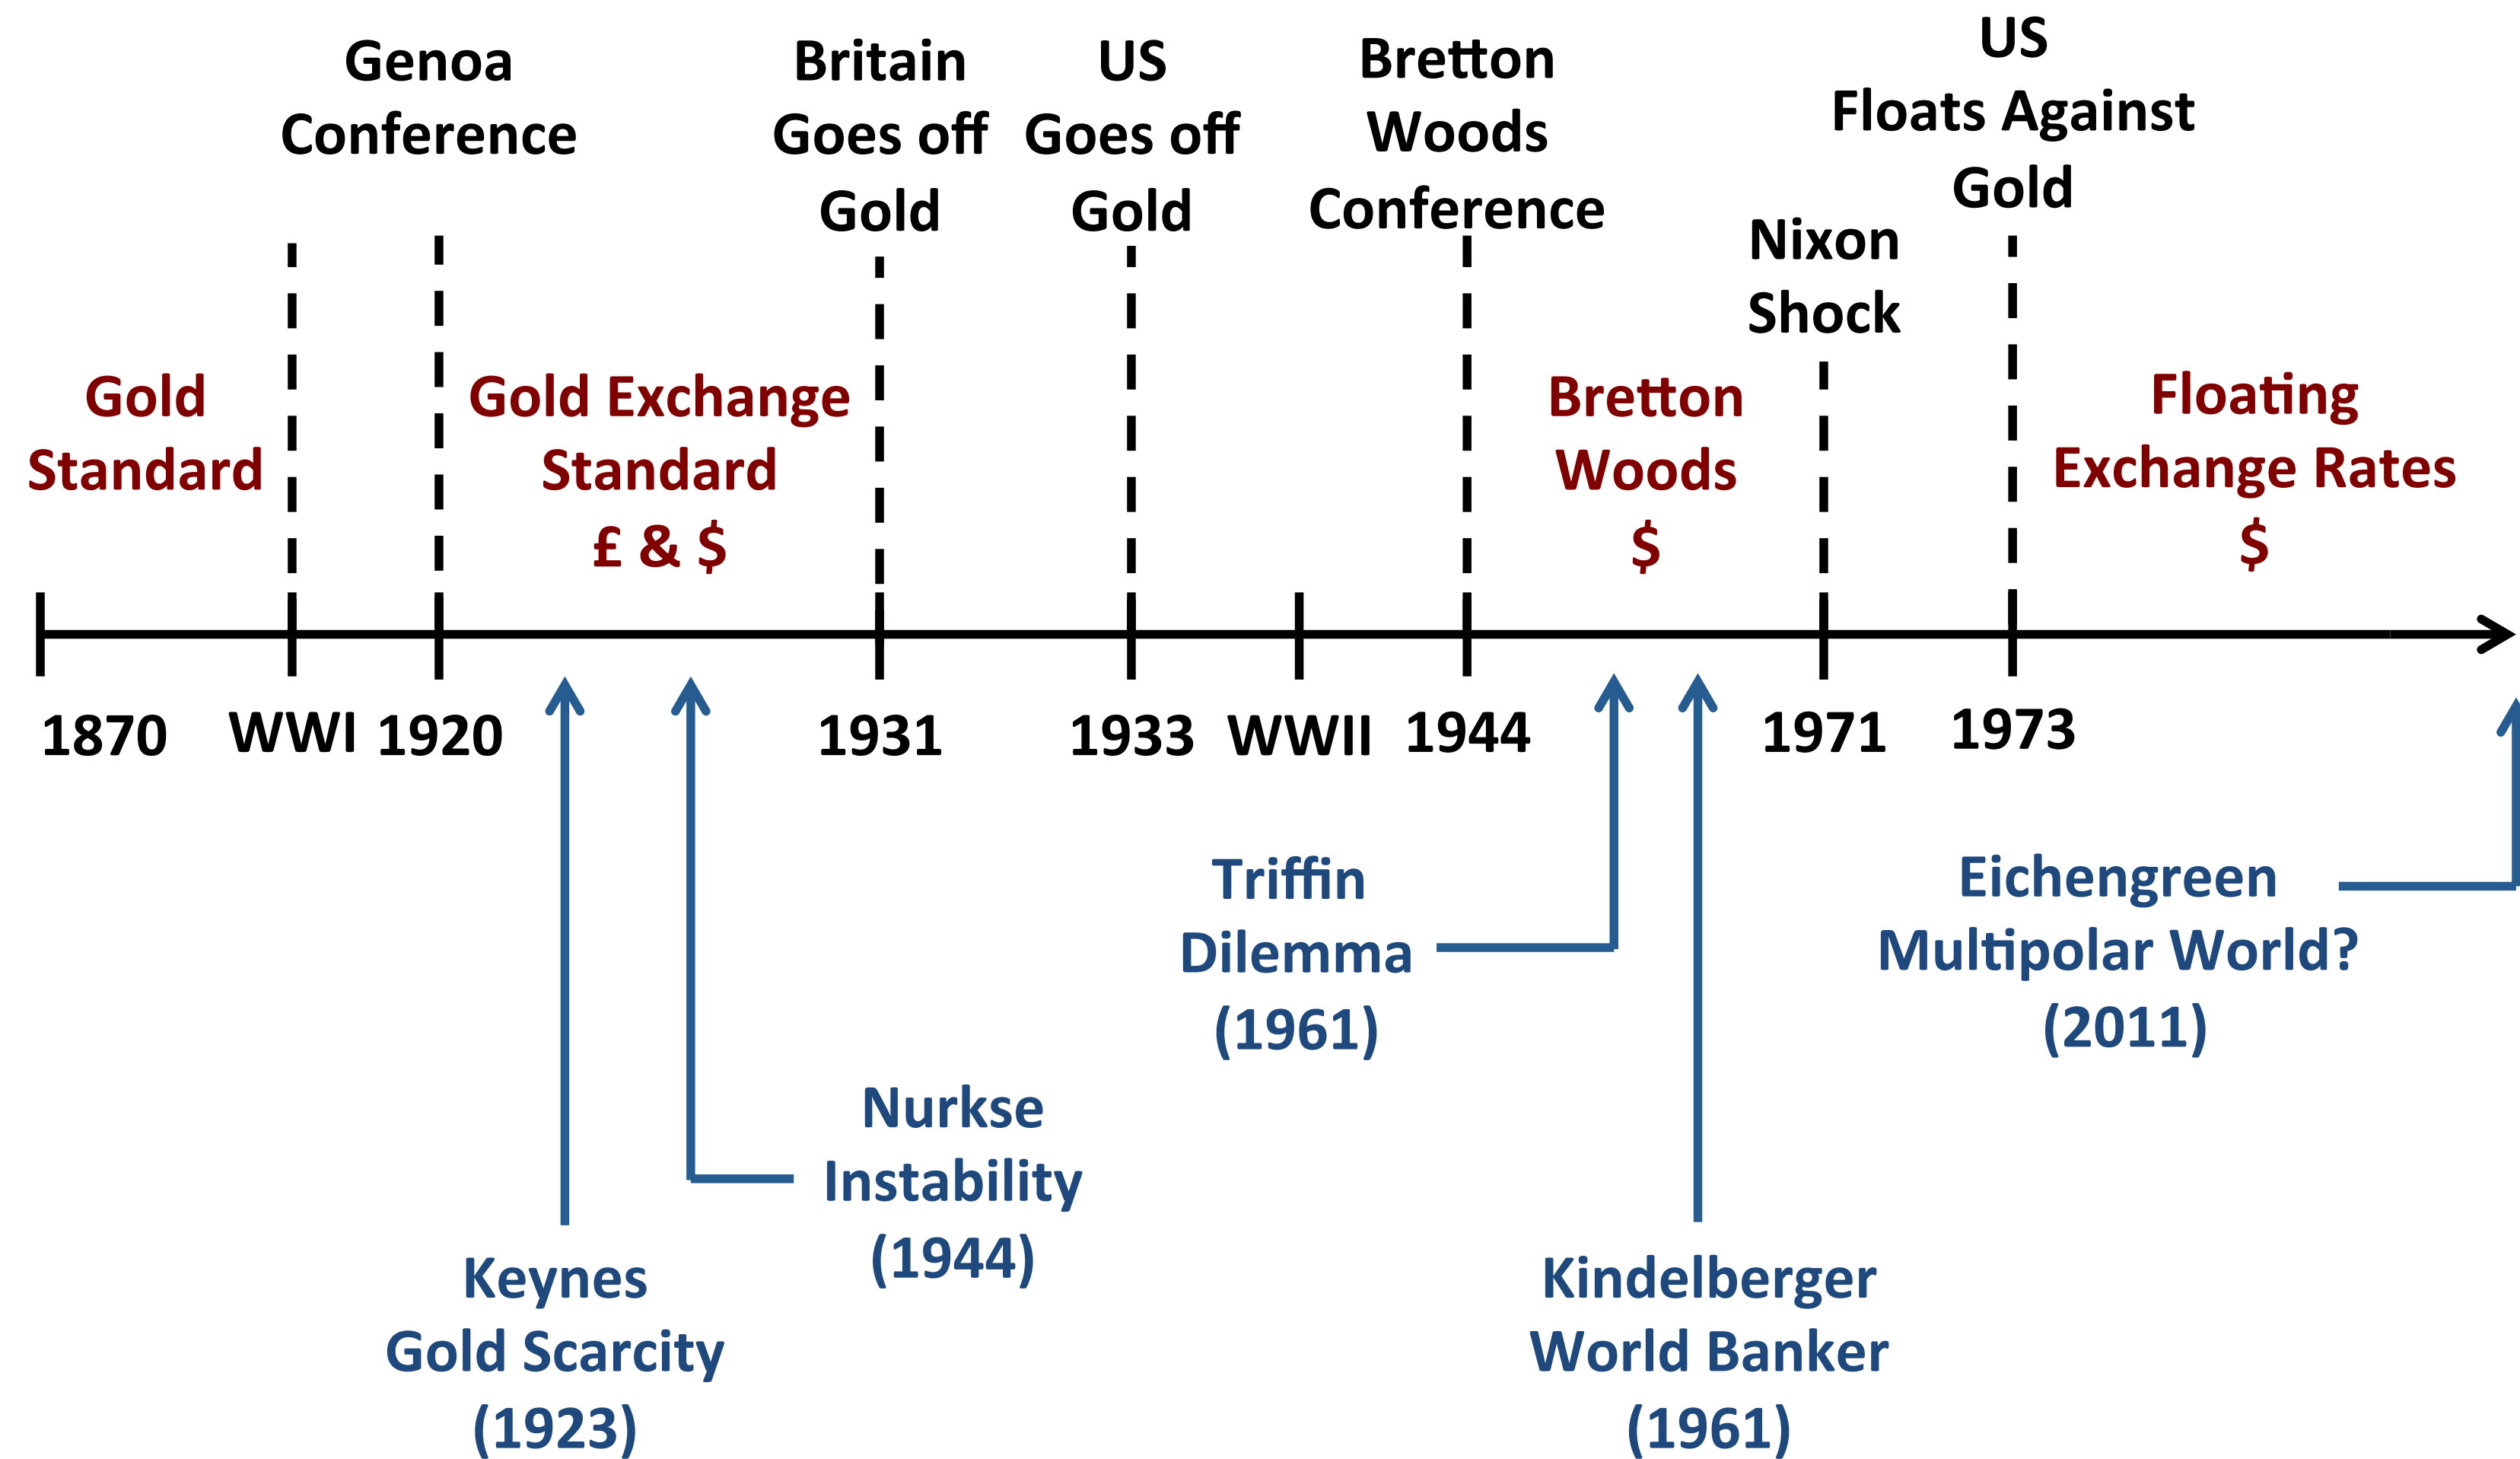 Genoa
Conference
Britain
Goes off
Gold
US
Goes off
Gold
Bretton
Woods
Conference
Nixon
Shock
US
Floats Against
Gold
Gold
Standard
Gold Exchange
Standard
£ & $
Bretton
Woods
$
Floating
Exchange Rates
$
1870
WWI
1920
1931
1933
WWII
1944
1971
1973
Keynes
Gold Scarcity
(1923)
Nurkse
Instability
(1944)
Triffin
Dilemma
(1961)
Kindelberger
World Banker
(1961)
Eichengreen
Multipolar World?
(2011)